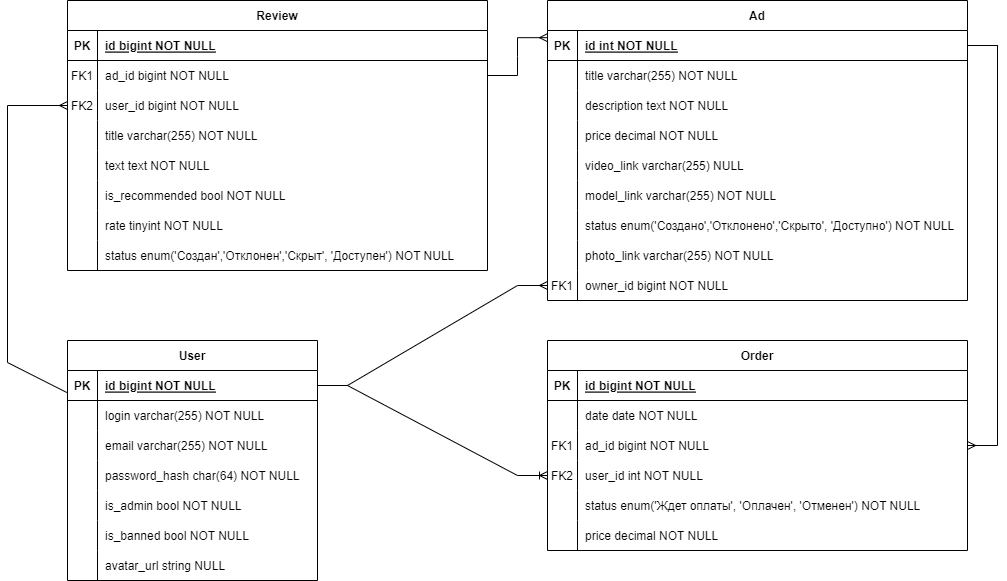 Review
PK id bigint NOT NULL
FK1 ad_id bigint NOT NULL
FK2 user_id bigint NOT NULL
title varchar(255) NOT NULL
text text NOT NULL
is_recommended bool NOT NULL
rate tinyint NOT NULL
status enum('Создан','Отклонен','Скрыт', 'Доступен') NOT NULL
Ad
PK id int NOT NULL
title varchar(255) NOT NULL
description text NOT NULL
price decimal NOT NULL
video_link varchar(255) NULL
model_link varchar(255) NOT NULL
status enum('Создано','Отклонено','Скрыто', 'Доступно') NOT NULL
photo_link varchar(255) NOT NULL
FK1 owner_id bigint NOT NULL
User
PK id bigint NOT NULL
login varchar(255) NOT NULL
email varchar(255) NOT NULL
password_hash char(64) NOT NULL
is_admin bool NOT NULL
is_banned bool NOT NULL
avatar_url string NULL
Order
PK id bigint NOT NULL
date date NOT NULL
FK1 ad_id bigint NOT NULL
FK2 user_id int NOT NULL
status enum('Ждет оплаты', 'Оплачен', 'Отменен') NOT NULL
price decimal NOT NULL